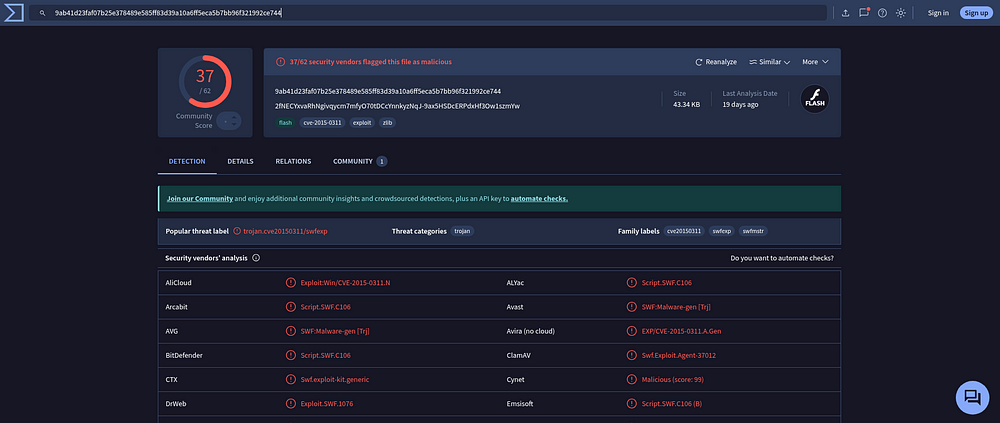 9ab41d23faf07b25e378489e585ff83d39a10a6ff5eca5b7bb96f321992ce744
Sign in
Sign up
37
/ 62
Community
Score
-
37/62 security vendors flagged this file as malicious
Reanalyze
Similar
More
9ab41d23faf07b25e378489e585ff83d39a10a6ff5eca5b7bb96f321992ce744
2fNECYxvaRhNgivqycm7mfyO70tDCcYnnkyzNqJ-9ax5HSDcERPdxHf3Ow1szmYw
flash
cve-2015-0311
exploit
zlib
Size
43.34 KB
Last Analysis Date
19 days ago
FLASH
DETECTION
DETAILS
RELATIONS
COMMUNITY 1
Join our Community and enjoy additional community insights and crowdsourced detections, plus an API key to automate checks.
Popular threat label trojan.cve20150311/swfexp
Threat categories trojan
Family labels cve20150311 swfexp swfmstr
Security vendors' analysis
Do you want to automate checks?
AliCloud Exploit:Win/CVE-2015-0311.N ALYac Script.SWF.C106
Arcabit Script.SWF.C106 Avast SWF:Malware-gen [Trj]
AVG SWF:Malware-gen [Trj] Avira (no cloud) EXP/CVE-2015-0311.A.Gen
BitDefender Script.SWF.C106 ClamAV Swf.Exploit.Agent-37012
CTX Swf.exploit-kit.generic Cynet Malicious (score: 99)
DrWeb Exploit.SWF.1076 Emsisoft Script.SWF.C106 (B)